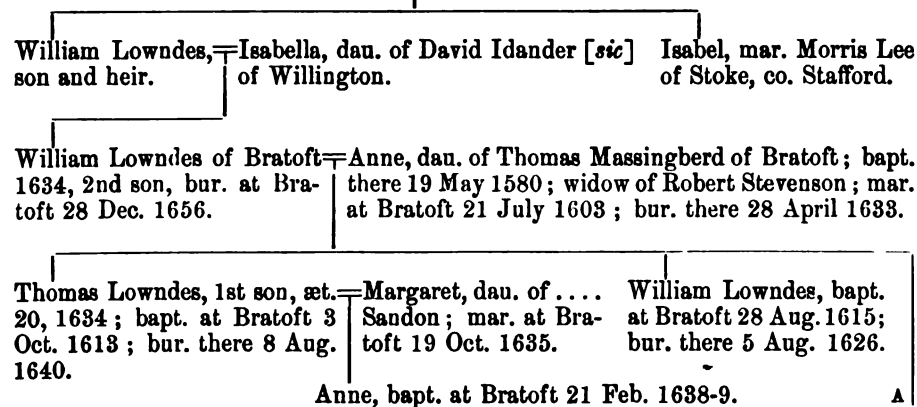 William Lowndes,=Isabella, dau. of David Idander [sic]
son and heir. of Willington.
Isabel, mar. Morris Lee
of Stoke, co. Stafford.
William Lowndes of Bratoft=Anne, dau. of Thomas Massingberd of Bratoft; bapt.
1634, 2nd son, bur. at Bra- there 19 May 1580; widow of Robert Stevenson; mar.
toft 28 Dec. 1656. at Bratoft 21 July 1603; bur. there 28 April 1633.
Thomas Lowndes, 1st son, æt.=Margaret, dau. of ....
20, 1634; bapt. at Bratoft 3 Sandon; mar. at Bra-
Oct. 1613; bur. there 8 Aug. toft 19 Oct. 1635.
1640.
William Lowndes, bapt.
at Bratoft 28 Aug. 1615;
bur. there 5 Aug. 1626.
Anne, bapt. at Bratoft 21 Feb. 1638-9.
A